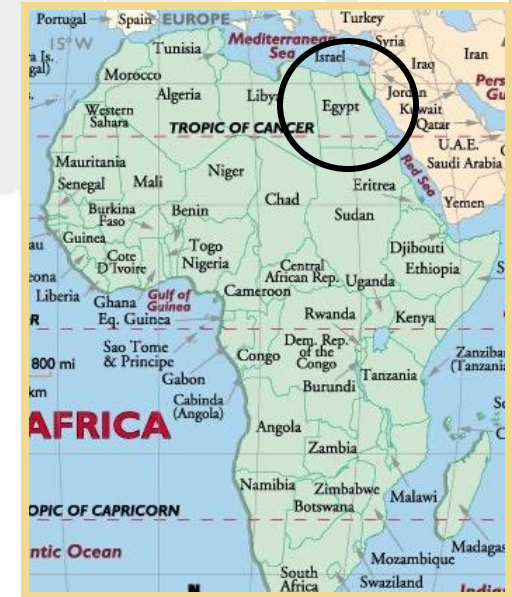 Portugal
Spain
EUROPE
Turkey
15°W
Mediterranean
Sea
Syria
Israel
Iraq
Iran
Tunisia
Morocco
Jordan
Kuwait
Qatar
Algeria
Libya
Egypt
Western
Sahara
TROPIC OF CANCER
U.A.E.
Saudi Arabia
Red Sea
Mauritania
Niger
Senegal
Mali
Chad
Eritrea
Yemen
Burkina
Faso
Benin
Sudan
Guinea
Togo
Djibouti
Cote
D'Ivoire
Nigeria
Central
African Rep.
Ethiopia
Uganda
Liberia
Ghana
Gulf of
Guinea
Cameroon
Eq. Guinea
Rwanda
Kenya
Sao Tome
& Principe
Congo
Dem. Rep.
of the
Congo
Zanzibar
(Tanzania
800 mi
km
Gabon
Burundi
Tanzania
Cabinda
(Angola)
AFRICA
Angola
Zambia
Namibia
Zimbabwe
Malawi
Botswana
OPIC OF CAPRICORN
ntic Ocean
Mozambique
Madagas
South
Africa
Swaziland
N